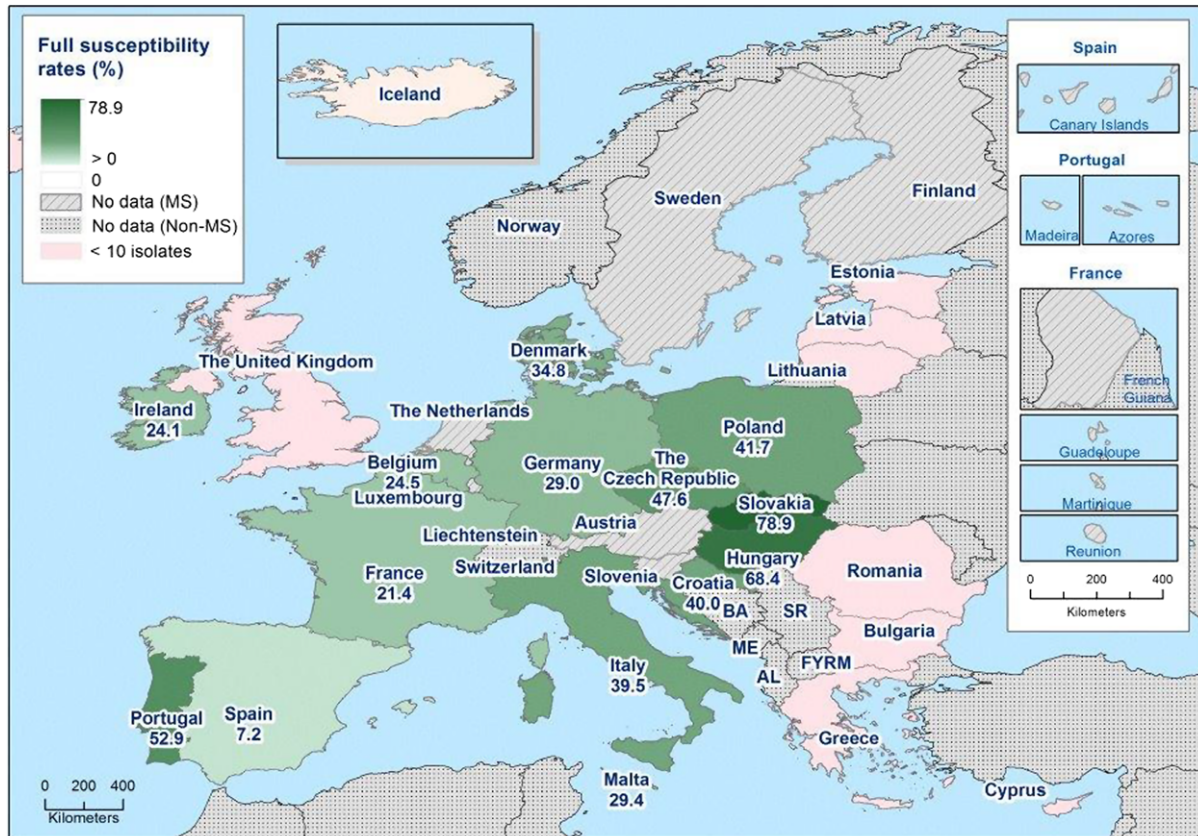 Full susceptibility
rates (%)
78.9
> 0
0
No data (MS)
No data (Non-MS)
< 10 isolates
Iceland
Norway
Sweden
Finland
Estonia
Latvia
Lithuania
Denmark
34.8
The United Kingdom
Ireland
24.1
The Netherlands
Belgium
24.5
Luxembourg
Germany
29.0
Poland
41.7
The
Czech Republic
47.6
Slovakia
78.9
Austria
Liechtenstein
Switzerland
Hungary
68.4
Slovenia
Croatia
40.0
Romania
France
21.4
BA
SR
Bulgaria
ME
FYRM
AL
Italy
39.5
Portugal
52.9
Spain
7.2
Greece
Malta
29.4
Cyprus
0 200 400
Kilometers
Spain
Canary Islands
Portugal
Madeira
Azores
France
French
Guiana
Guadeloupe
Martinique
Reunion
0 200 400
Kilometers